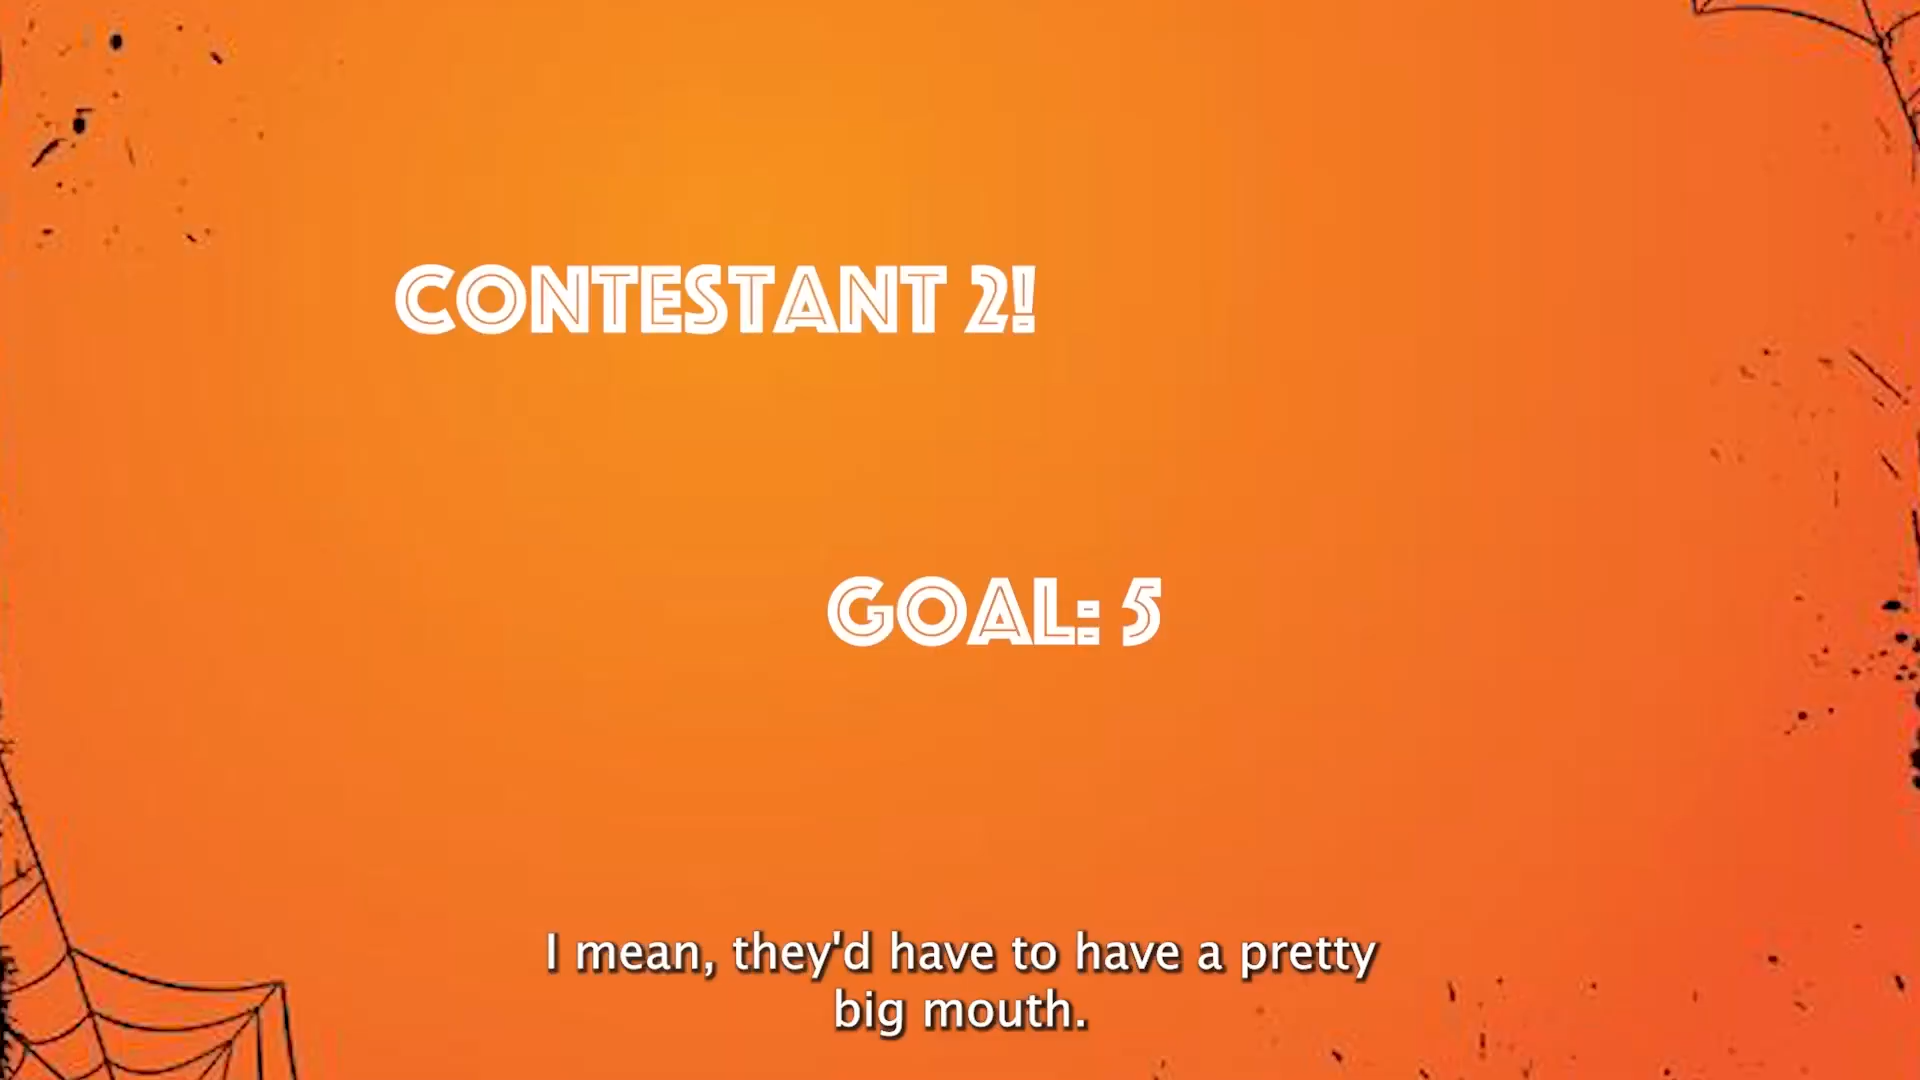 CONTESTANT 2!
GOAL: 5
I mean, they'd have to have a pretty
big mouth.